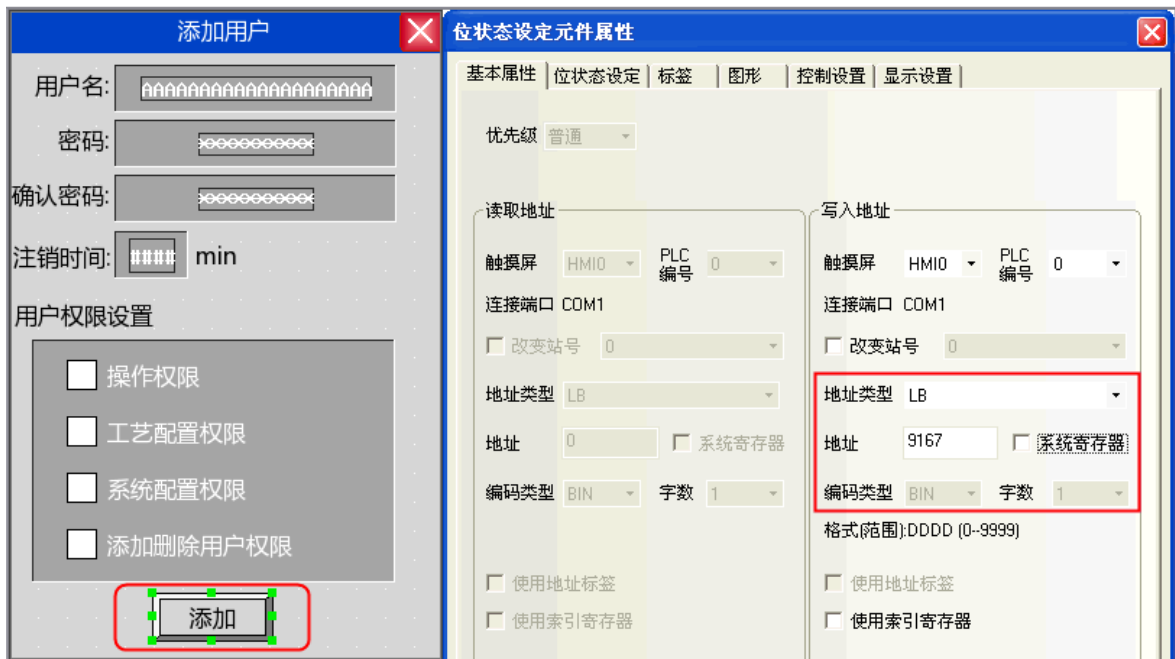 添加用户
用户名: AAAAAAAAAAAAAAAAAAAA
密码: **********
确认密码: **********
注销时间: #### min
用户权限设置
操作权限
工艺配置权限
系统配置权限
添加删除用户权限
添加
位状态设定元件属性
基本属性 位状态设定 标签 图形 控制设置 显示设置
优先级 普通
读取地址
触摸屏 HMI0 PLC编号 0
连接端口 COM1
改变站号 0
地址类型 LB
地址 0 系统寄存器
编码类型 BIN 字数 1
使用地址标签
使用索引寄存器
写入地址
触摸屏 HMI0 PLC编号 0
连接端口 COM1
改变站号 0
地址类型 LB
地址 9167 系统寄存器
编码类型 BIN 字数 1
格式(范围):DDDD (0--9999)
使用地址标签
使用索引寄存器